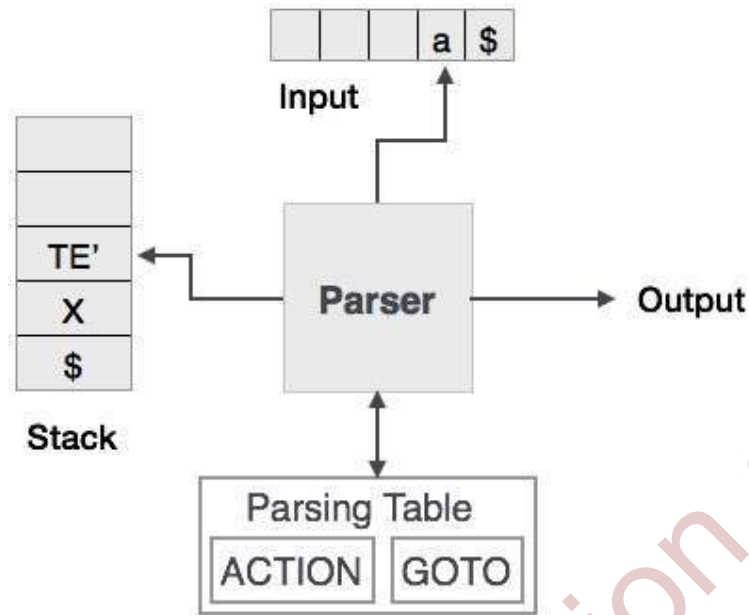 a $
Input
TE’
X
$
Stack
Parser
Output
Parsing Table
ACTION GOTO